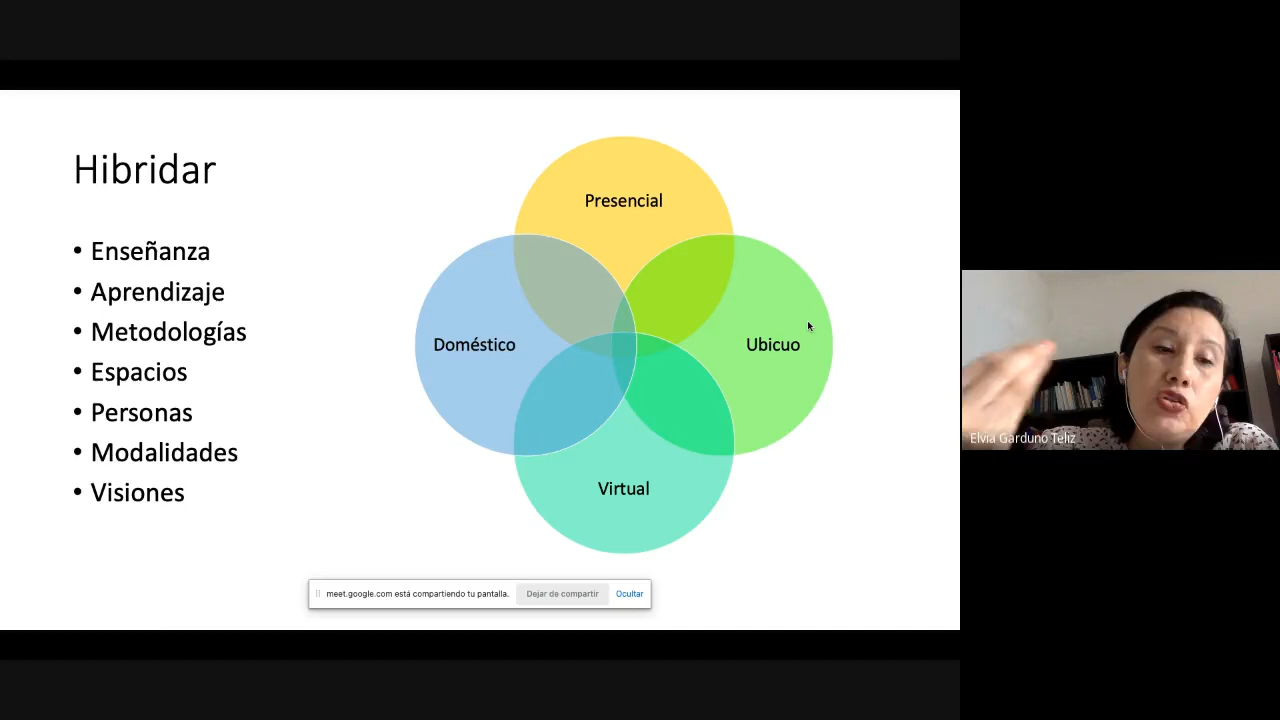 Hibridar
• Enseñanza
• Aprendizaje
• Metodologías
• Espacios
• Personas
• Modalidades
• Visiones
Presencial
Doméstico
Ubicuo
Virtual
meet.google.com está compartiendo tu pantalla.
Dejar de compartir
Ocultar
Elvia Garduno Teliz